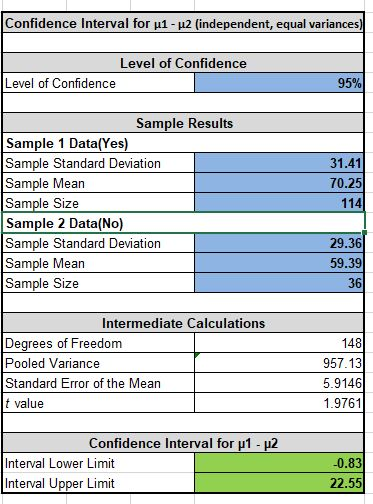 Confidence Interval for µ1 - µ2 (independent, equal variances)
Level of Confidence
Level of Confidence 95%
Sample Results
Sample 1 Data(Yes)
Sample Standard Deviation 31.41
Sample Mean 70.25
Sample Size 114
Sample 2 Data(No)
Sample Standard Deviation 29.36
Sample Mean 59.39
Sample Size 36
Intermediate Calculations
Degrees of Freedom 148
Pooled Variance 957.13
Standard Error of the Mean 5.9146
t value 1.9761
Confidence Interval for µ1 - µ2
Interval Lower Limit -0.83
Interval Upper Limit 22.55